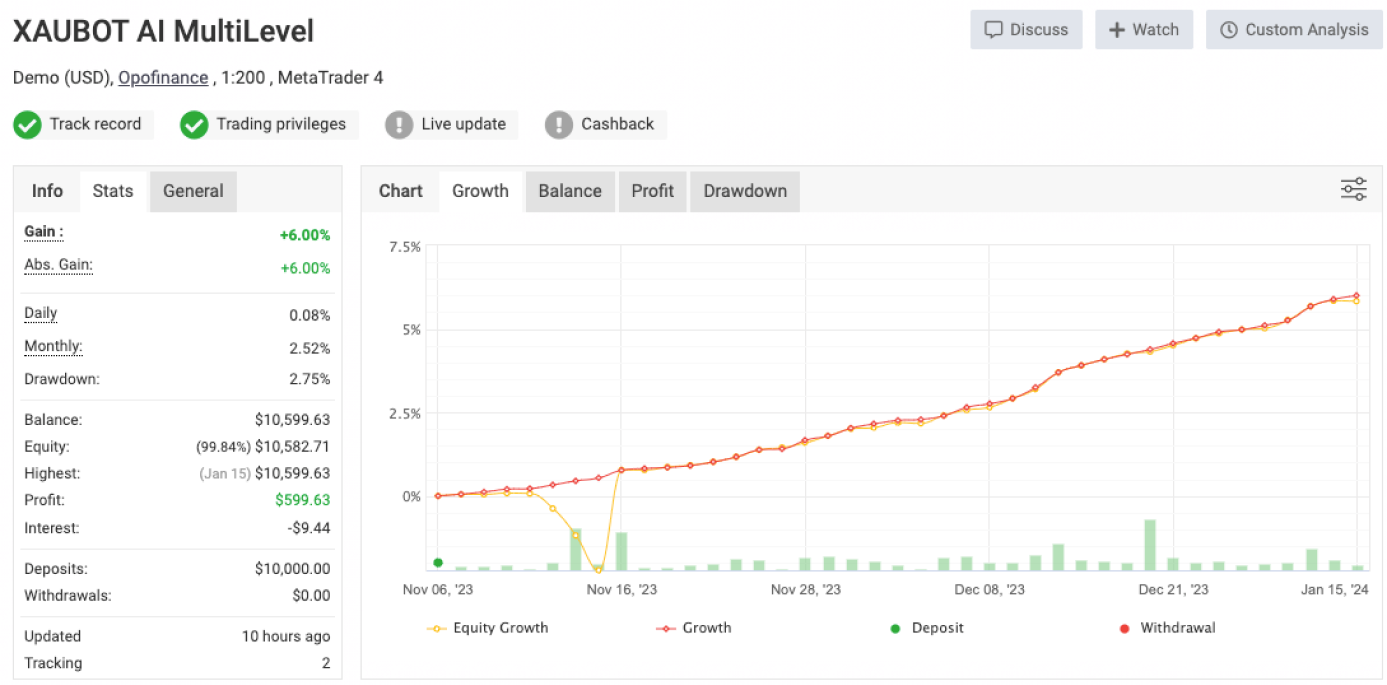 XAUBOT AI MultiLevel
Discuss
Watch
Custom Analysis
Demo (USD), Opofinance , 1:200 , MetaTrader 4
Track record
Trading privileges
Live update
Cashback
Info Stats General
Gain : +6.00%
Abs. Gain: +6.00%
Daily 0.08%
Monthly: 2.52%
Drawdown: 2.75%
Balance: $10,599.63
Equity: (99.84%) $10,582.71
Highest: (Jan 15) $10,599.63
Profit: $599.63
Interest: -$9.44
Deposits: $10,000.00
Withdrawals: $0.00
Updated 10 hours ago
Tracking 2
Chart Growth Balance Profit Drawdown
7.5%
5%
2.5%
0%
Nov 06, '23 Nov 16, '23 Nov 28, '23 Dec 08, '23 Dec 21, '23 Jan 15, '24
Equity Growth Growth Deposit Withdrawal